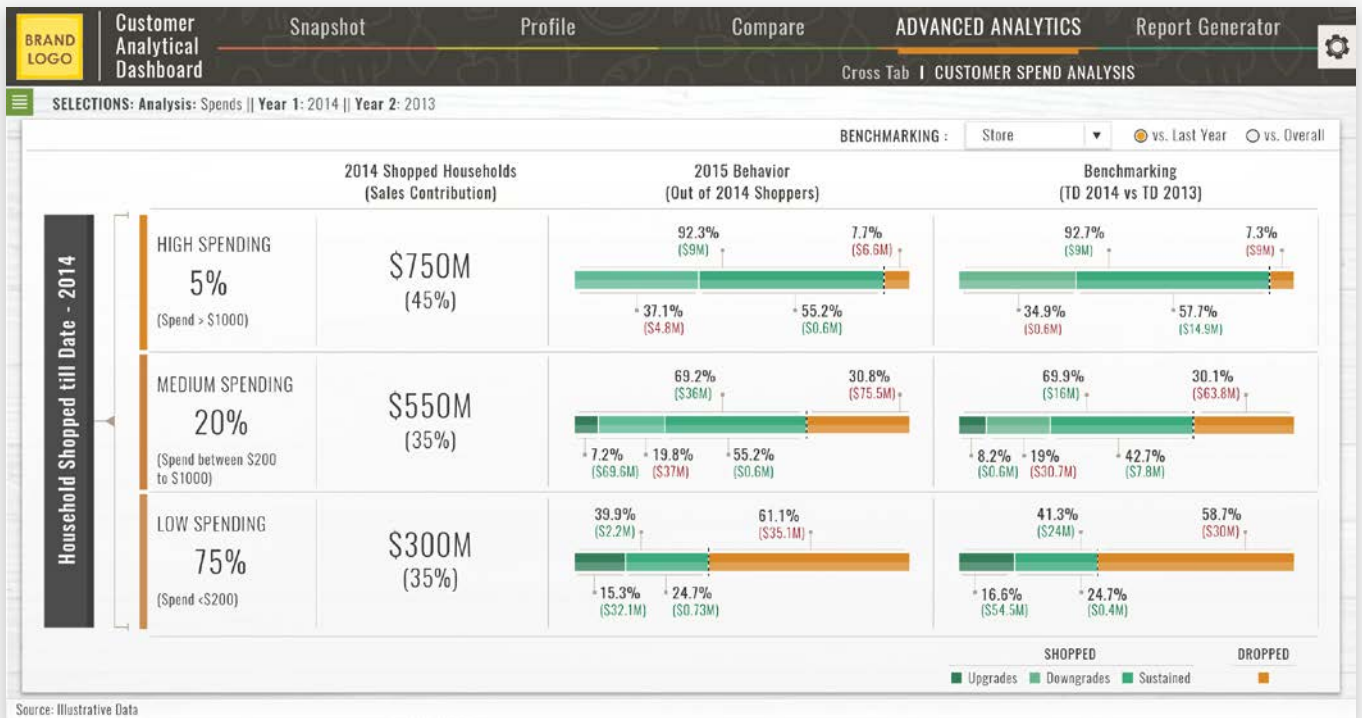 BRAND
LOGO
Customer
Analytical
Dashboard
Snapshot
Profile
Compare
ADVANCED ANALYTICS
Report Generator
Cross Tab I CUSTOMER SPEND ANALYSIS
SELECTIONS: Analysis: Spends || Year 1: 2014 || Year 2: 2013
BENCHMARKING : Store vs. Last Year vs. Overall
2014 Shopped Households
(Sales Contribution)
2015 Behavior
(Out of 2014 Shoppers)
Benchmarking
(TD 2014 vs TD 2013)
Household Shopped till Date - 2014
HIGH SPENDING
5%
(Spend > $1000)
$750M
(45%)
92.3% 7.7%
($9M) ($6.6M)
37.1% 55.2%
($4.8M) ($0.6M)
92.7% 7.3%
($9M) ($9M)
34.9% 57.7%
($0.6M) ($14.9M)
MEDIUM SPENDING
20%
(Spend between $200
to $1000)
$550M
(35%)
69.2% 30.8%
($36M) ($75.5M)
7.2% 19.8% 55.2%
($69.6M) ($37M) ($0.6M)
69.9% 30.1%
($16M) ($63.8M)
8.2% 19% 42.7%
($0.6M) ($30.7M) ($7.8M)
LOW SPENDING
75%
(Spend <$200)
$300M
(35%)
39.9% 61.1%
($2.2M) ($35.1M)
15.3% 24.7%
($32.1M) ($0.73M)
41.3% 58.7%
($24M) ($30M)
16.6% 24.7%
($54.5M) ($0.4M)
SHOPPED DROPPED
Upgrades Downgrades Sustained
Source: Illustrative Data